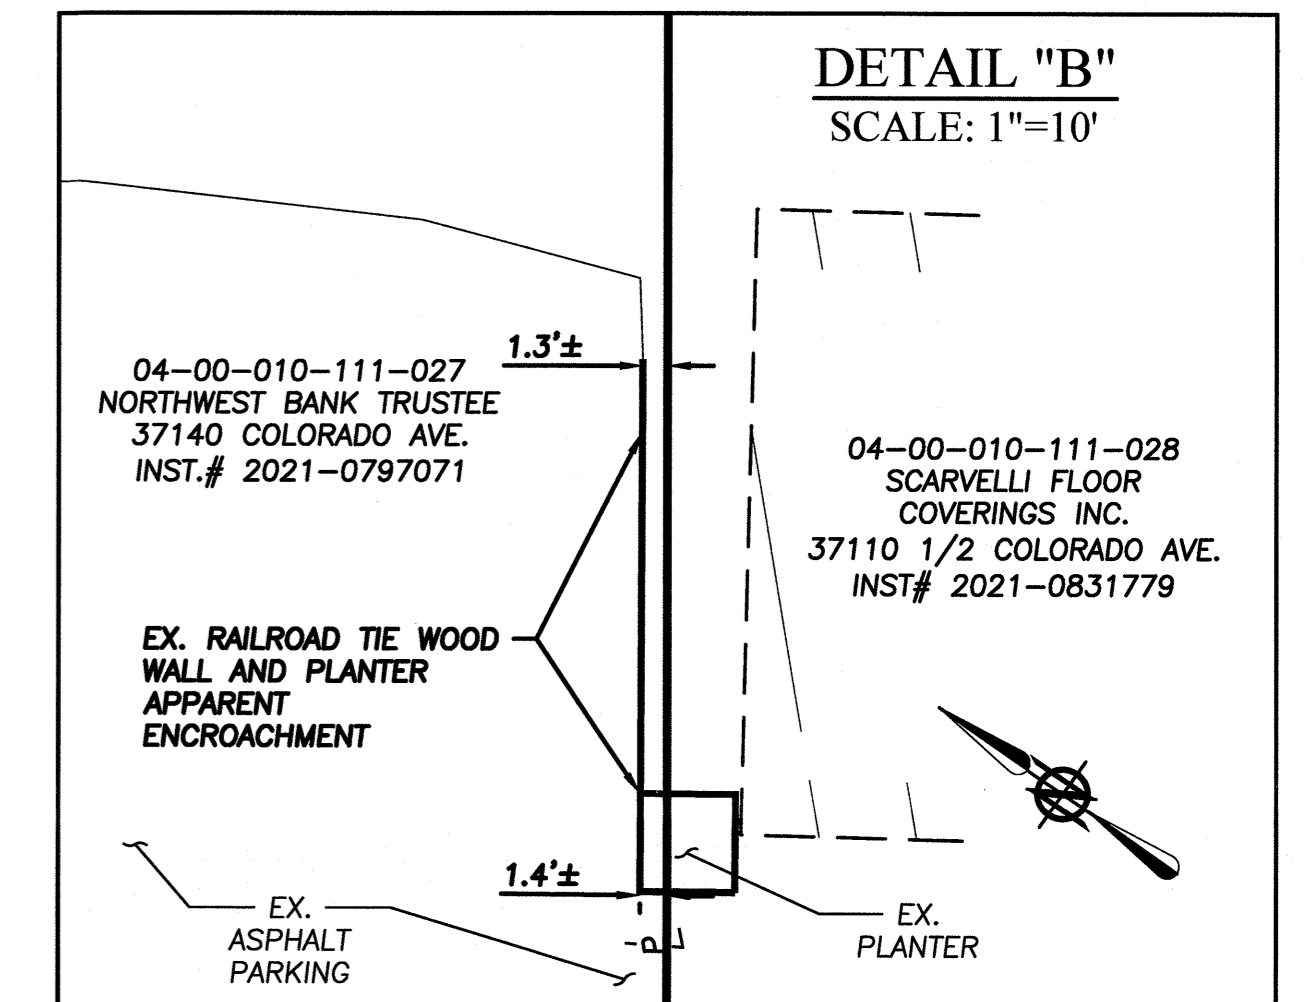 DETAIL "B"
SCALE: 1"=10'
1.3'±
04-00-010-111-027
NORTHWEST BANK TRUSTEE
37140 COLORADO AVE.
INST.# 2021-0797071
04-00-010-111-028
SCARVELLI FLOOR
COVERINGS INC.
37110 1/2 COLORADO AVE.
INST# 2021-0831779
EX. RAILROAD TIE WOOD
WALL AND PLANTER
APPARENT
ENCROACHMENT
N
1.4'±
EX.
ASPHALT
PARKING
EX.
PLANTER
PL